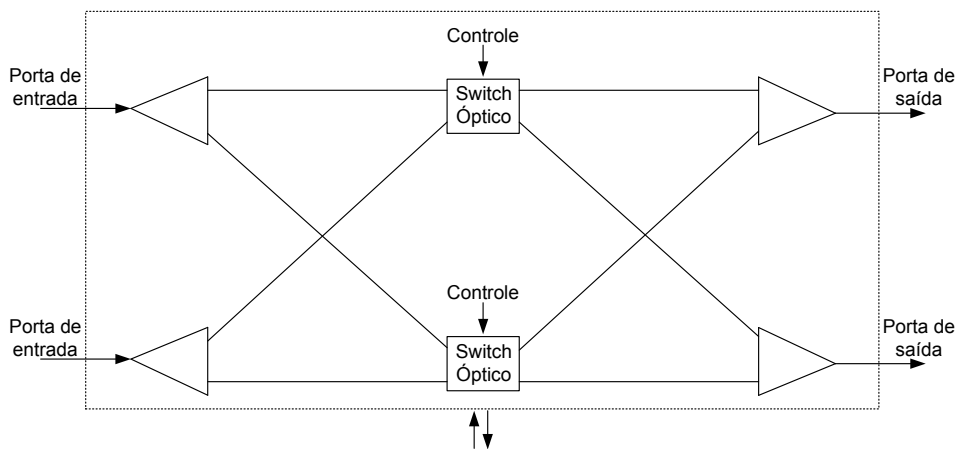 Controle
Porta de
entrada
Switch
Óptico
Porta de
saída
Controle
Porta de
entrada
Switch
Óptico
Porta de
saída